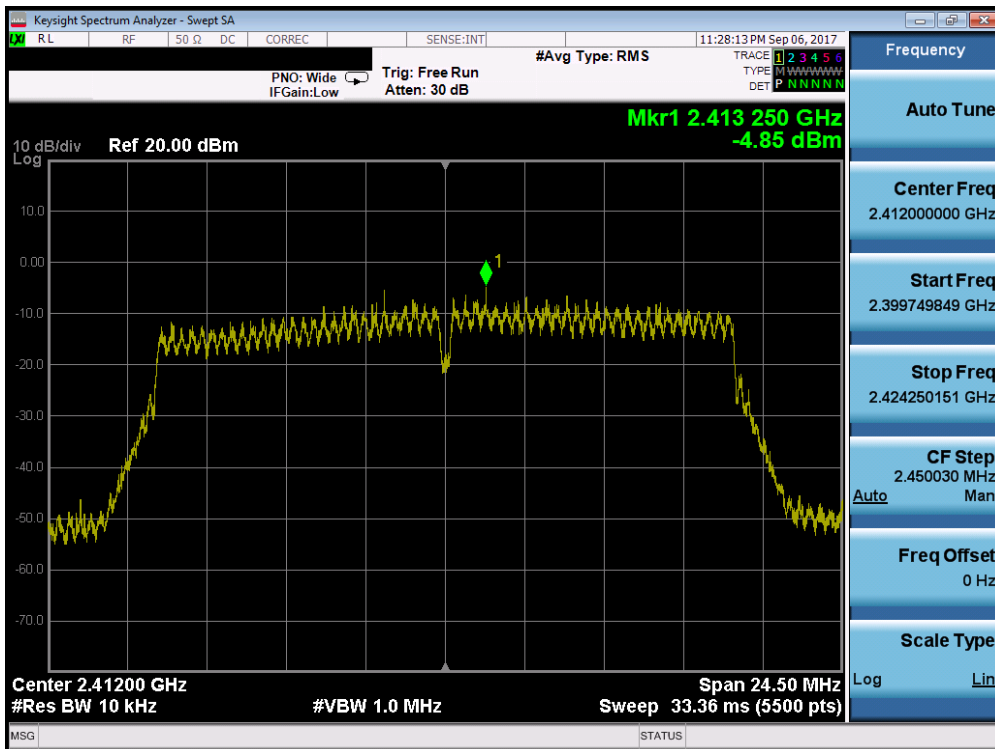 Keysight Spectrum Analyzer - Swept SA
LXI RL RF 50 Ω DC CORREC SENSE:INT 11:28:13 PM Sep 06, 2017
#Avg Type: RMS
TRACE 1 2 3 4 5 6
TYPE M WWWWW
DET P N N N N N
PNO: Wide
IFGain:Low
Trig: Free Run
Atten: 30 dB
Mkr1 2.413 250 GHz
-4.85 dBm
10 dB/div
Log
Ref 20.00 dBm
10.0
0.00
-10.0
-20.0
-30.0
-40.0
-50.0
-60.0
-70.0
1
Center 2.41200 GHz
Span 24.50 MHz
#Res BW 10 kHz
#VBW 1.0 MHz
Sweep 33.36 ms (5500 pts)
MSG
STATUS
Frequency
Auto Tune
Center Freq
2.412000000 GHz
Start Freq
2.399749849 GHz
Stop Freq
2.424250151 GHz
CF Step
2.450030 MHz
Auto Man
Freq Offset
0 Hz
Scale Type
Log Lin